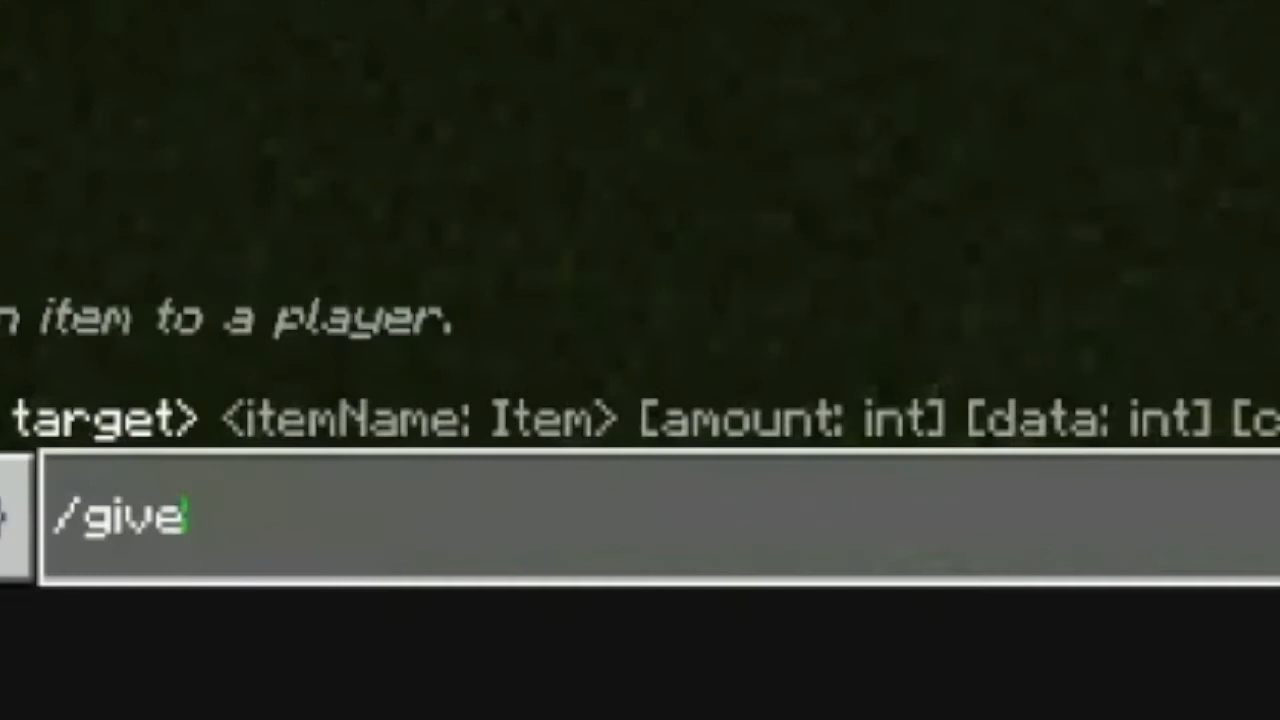 item to a player.
target> <itemName: Item> [amount: int] [data: int] [c
/give